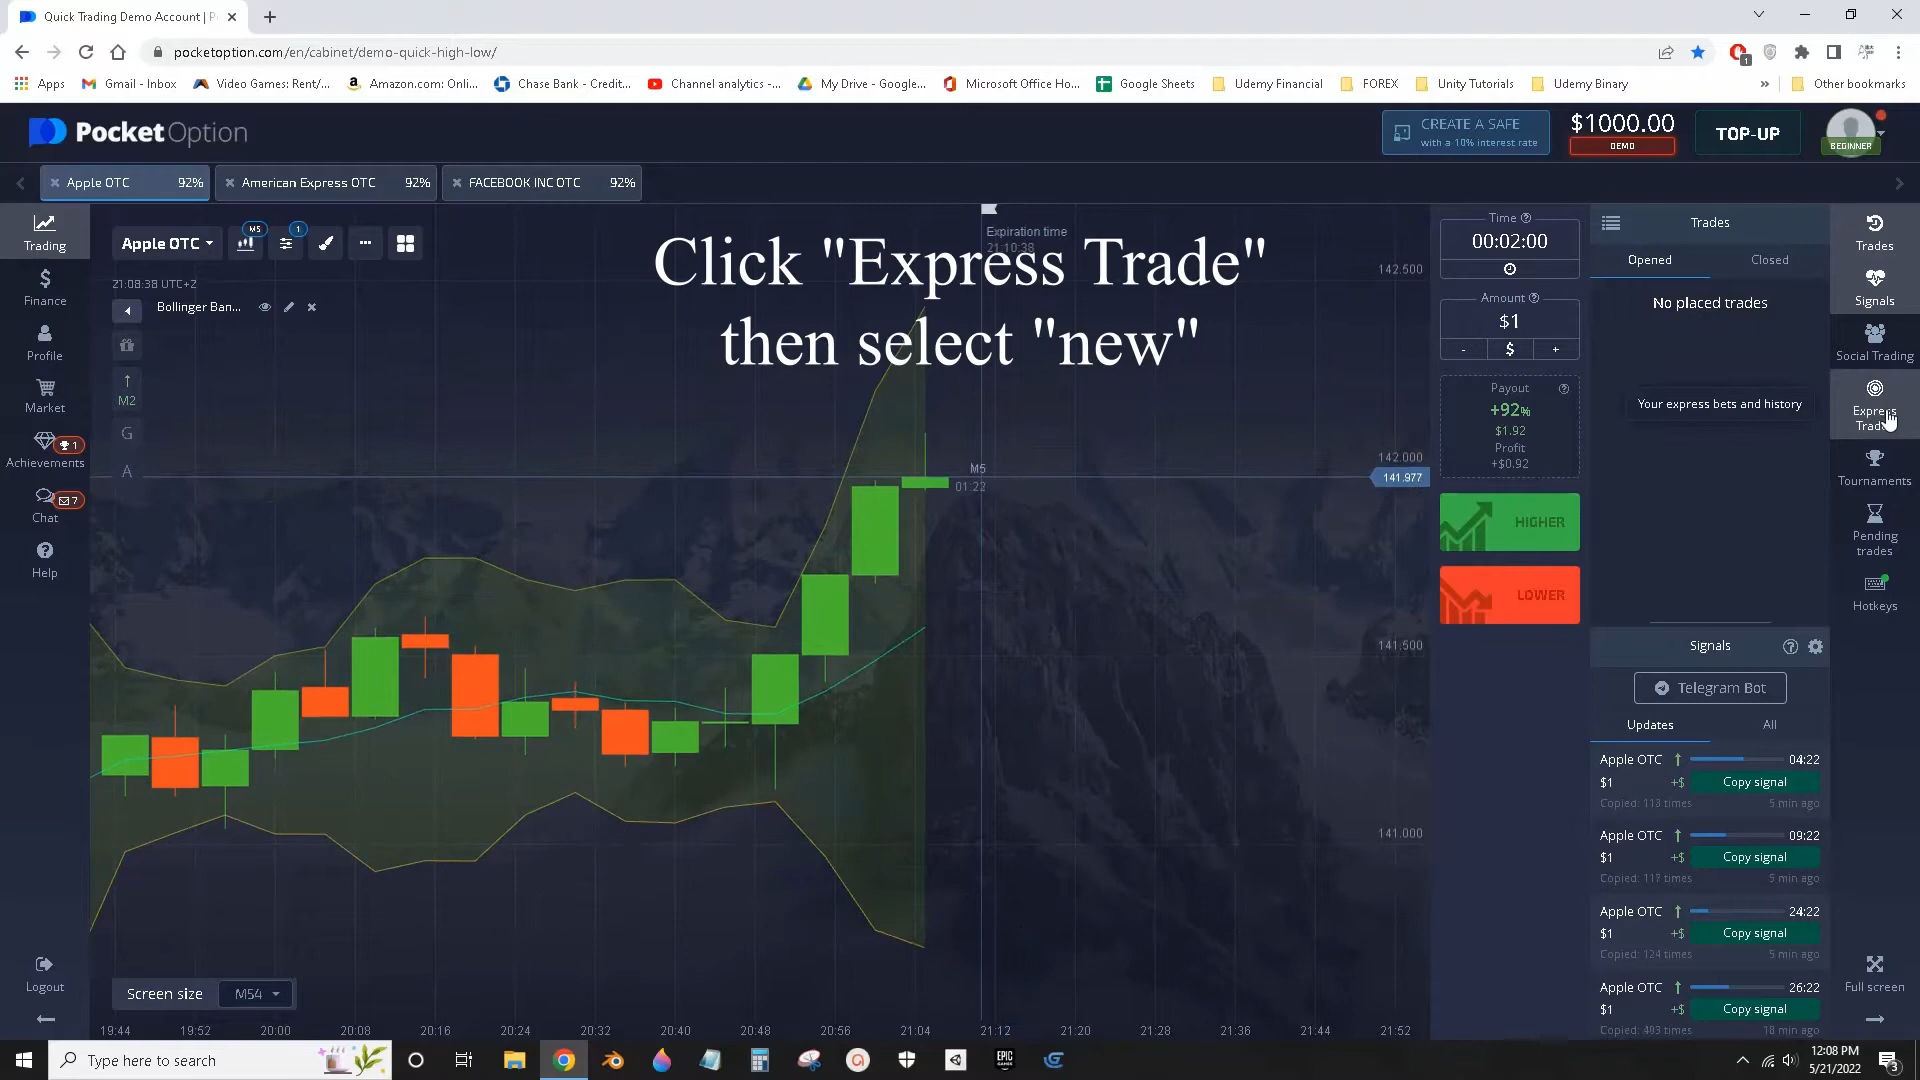 Quick Trading Demo Account | P
pocketoption.com/en/cabinet/demo-quick-high-low/
Apps
Gmail - Inbox
Video Games: Rent/...
Amazon.com: Onli...
Chase Bank - Credit...
Channel analytics -...
My Drive - Google...
Microsoft Office Ho...
Google Sheets
Udemy Financial
FOREX
Unity Tutorials
Udemy Binary
»
Other bookmarks
PocketOption
CREATE A SAFE
with a 10% interest rate
$1000.00
DEMO
TOP-UP
BEGINNER
Apple OTC 92%
American Express OTC 92%
FACEBOOK INC OTC 92%
Trading
Finance
Profile
Market
1
Achievements
7
Chat
Help
Logout
Apple OTC
M5
1
21:08:38 UTC+2
Bollinger Ban...
M2
G
A
Expiration time
21:10:38
Click "Express Trade"
then select "new"
142.500
142.000
141.977
141.500
141.000
M5
01:22
Screen size
M54
19:44 19:52 20:00 20:08 20:16 20:24 20:32 20:40 20:48 20:56 21:04 21:12 21:20 21:28 21:36 21:44 21:52
Time
00:02:00
Amount
$1
- $ +
Payout
+92%
$1.92
Profit
+$0.92
HIGHER
LOWER
Trades
Opened
Closed
No placed trades
Your express bets and history
Signals
Telegram Bot
Updates
All
Apple OTC 04:22
$1 +$ Copy signal
Copied: 113 times 5 min ago
Apple OTC 09:22
$1 +$ Copy signal
Copied: 117 times 5 min ago
Apple OTC 24:22
$1 +$ Copy signal
Copied: 124 times 5 min ago
Apple OTC 26:22
$1 +$ Copy signal
Copied: 403 times 18 min ago
Trades
Signals
Social Trading
Express
Tournaments
Pending
trades
Hotkeys
Full screen
Type here to search
EPIC
12:08 PM
5/21/2022
3